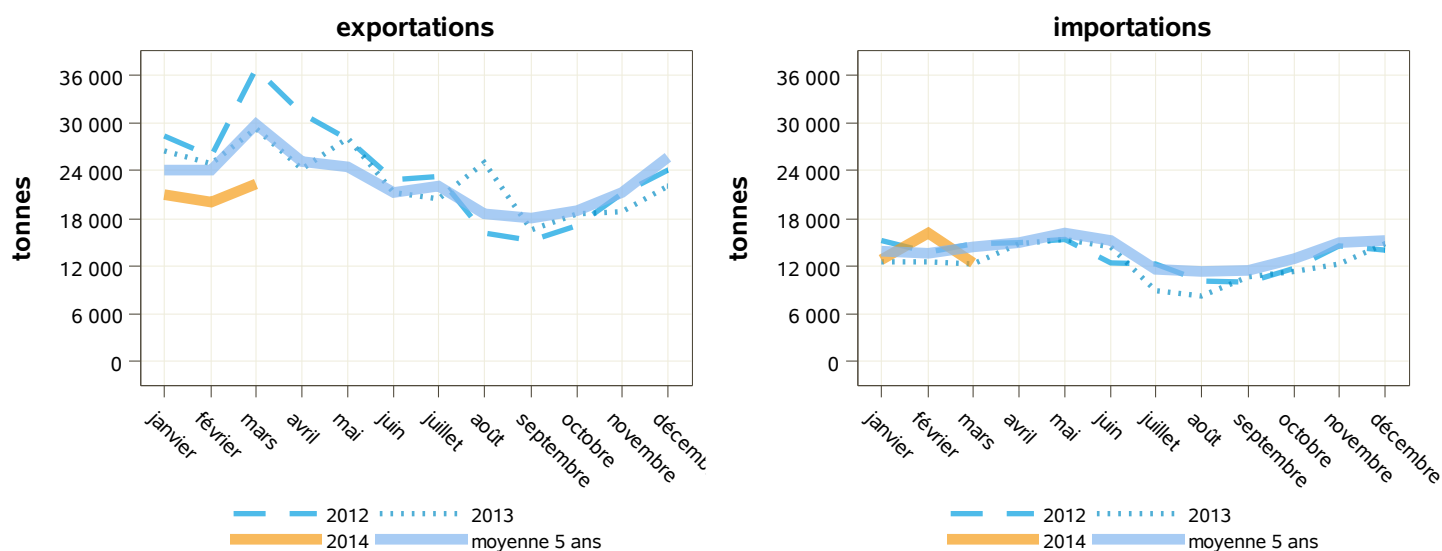 exportations
tonnes
36 000
30 000
24 000
18 000
12 000
6 000
0
janvier
février
mars
avril
mai
juin
juillet
août
septembre
octobre
novembre
décemb
2012
2013
2014
moyenne 5 ans
importations
tonnes
36 000
30 000
24 000
18 000
12 000
6 000
0
janvier
février
mars
avril
mai
juin
juillet
août
septembre
octobre
novembre
décembre
2012
2013
2014
moyenne 5 ans